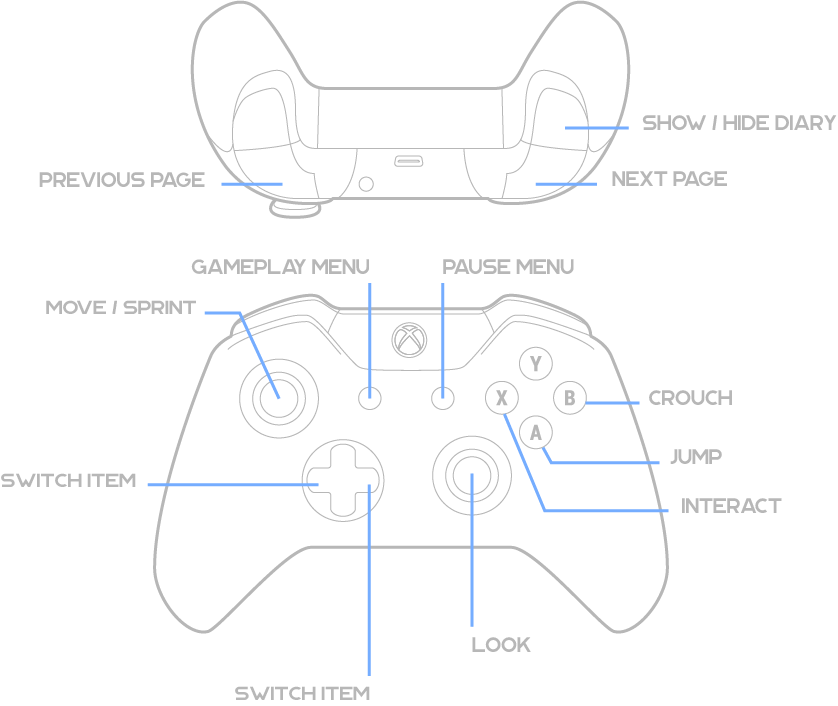 SHOW / HIDE DIARY
PREVIOUS PAGE
NEXT PAGE
GAMEPLAY MENU
PAUSE MENU
MOVE / SPRINT
Y
X
B
CROUCH
A
JUMP
SWITCH ITEM
INTERACT
LOOK
SWITCH ITEM